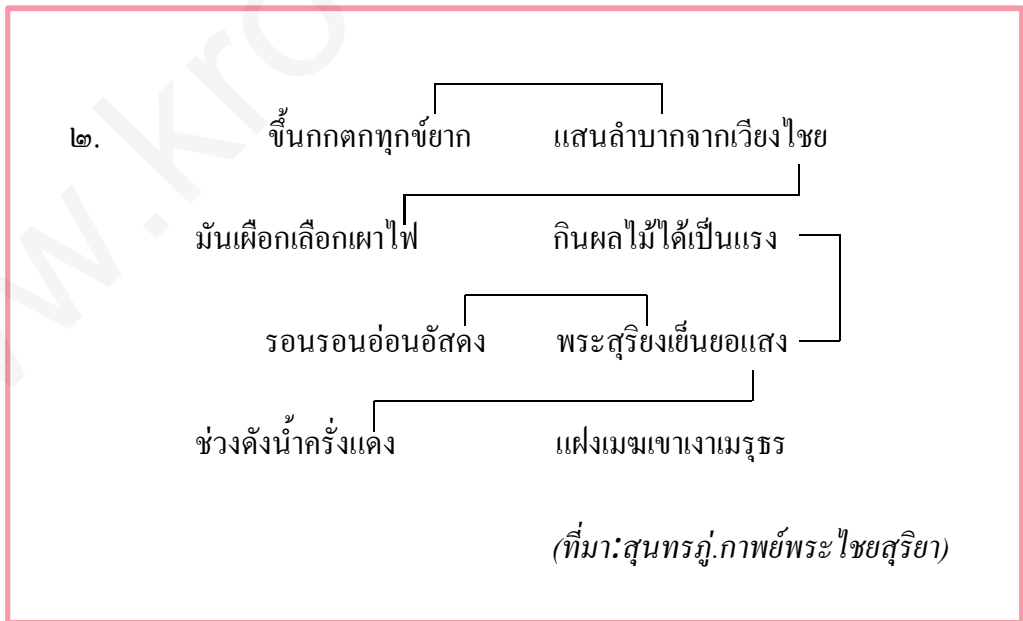 ๒. ขึ้นกกตกทุกข์ยาก แสนลำบากจากเวียงไชย
มันเผือกเลือกเผาไฟ กินผลไม้ได้เป็นแรง
รอนรอนอ่อนอัสดง พระสุริยงเย็นยอแสง
ช่วงดังน้ำครั่งแดง แฝงเมฆเขาเงาเมรุธร
(ที่มา:สุนทรภู่.กาพย์พระไชยสุริยา)